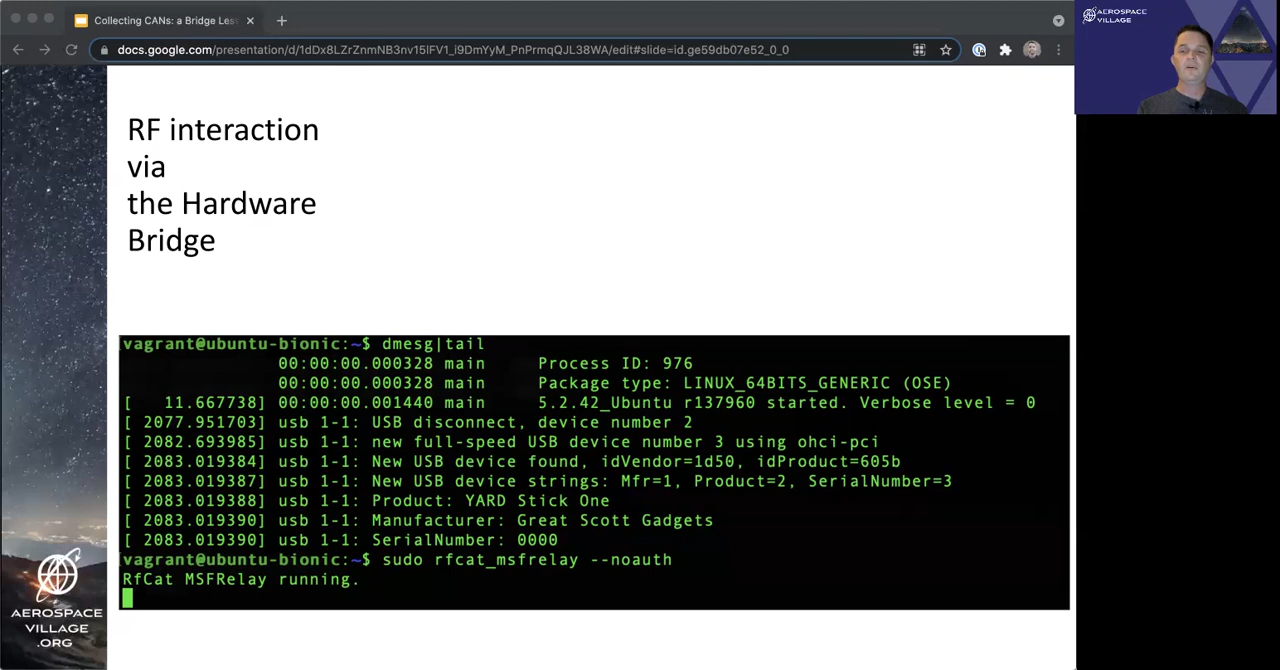 Collecting CANs: a Bridge Les
docs.google.com/presentation/d/1dDx8LZrZnmNB3nv15lFV1_i9DmYyM_PnPrmqQJL38WA/edit#slide=id.ge59db07e52_0_0
AEROSPACE
VILLAGE
RF interaction
via
the Hardware
Bridge
vagrant@ubuntu-bionic:~$ dmesg|tail
00:00:00.000328 main     Process ID: 976
00:00:00.000328 main     Package type: LINUX_64BITS_GENERIC (OSE)
[   11.667738] 00:00:00.001440 main     5.2.42_Ubuntu r137960 started. Verbose level = 0
[ 2077.951703] usb 1-1: USB disconnect, device number 2
[ 2082.693985] usb 1-1: new full-speed USB device number 3 using ohci-pci
[ 2083.019384] usb 1-1: New USB device found, idVendor=1d50, idProduct=605b
[ 2083.019387] usb 1-1: New USB device strings: Mfr=1, Product=2, SerialNumber=3
[ 2083.019388] usb 1-1: Product: YARD Stick One
[ 2083.019390] usb 1-1: Manufacturer: Great Scott Gadgets
[ 2083.019390] usb 1-1: SerialNumber: 0000
vagrant@ubuntu-bionic:~$ sudo rfcat_msfrelay --noauth
RfCat MSFRelay running.
AEROSPACE
VILLAGE
.ORG